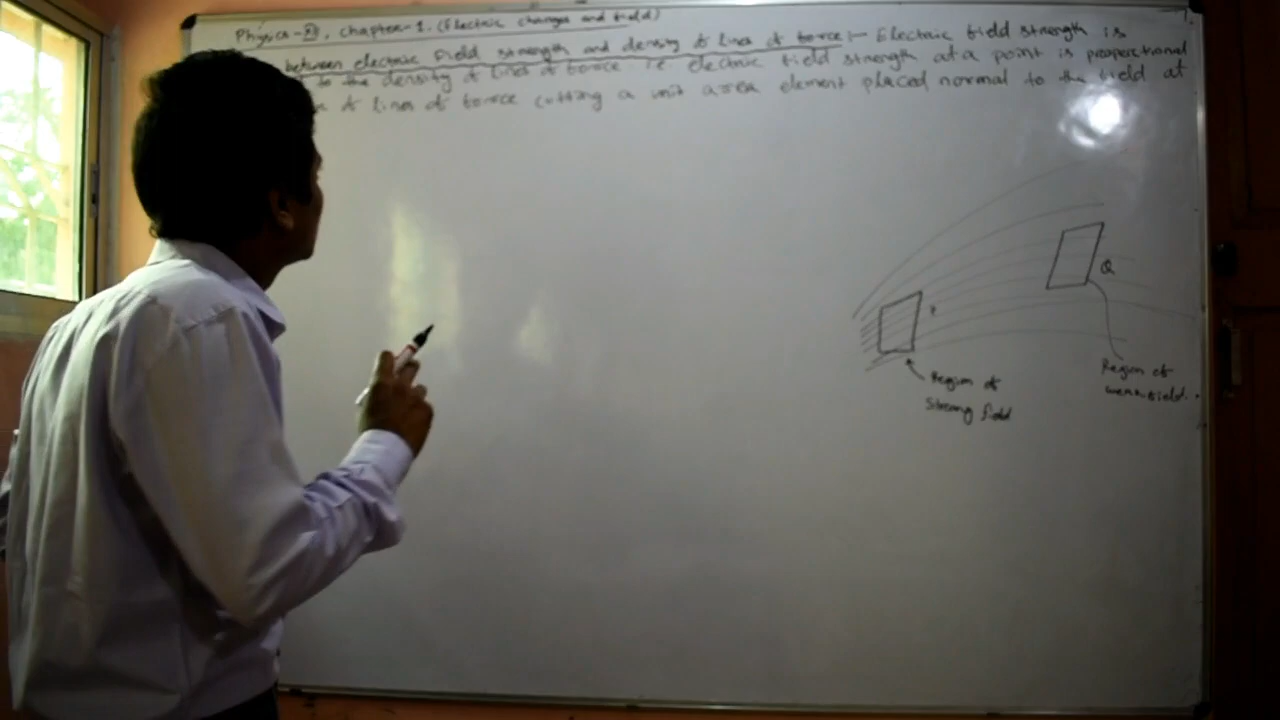 Physics-II, chapter-1. (Electric charges and field)
between electric field strength and density of lines of force :- Electric field strength is
to the density of lines of force i.e. electric field strength at a point is proportional
of lines of force cutting a unit area element placed normal to the field at
Q
P
Region of
strong field
Region of
weak field.